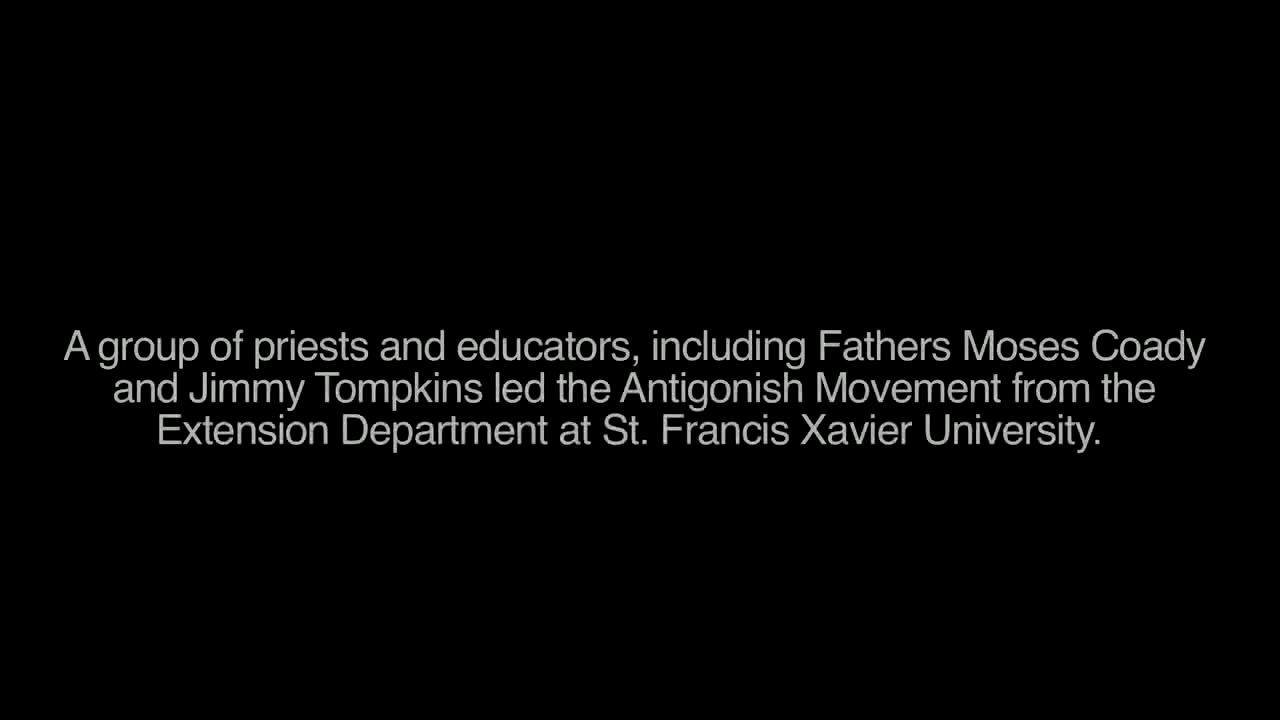 A group of priests and educators, including Fathers Moses Coady
and Jimmy Tompkins led the Antigonish Movement from the
Extension Department at St. Francis Xavier University.